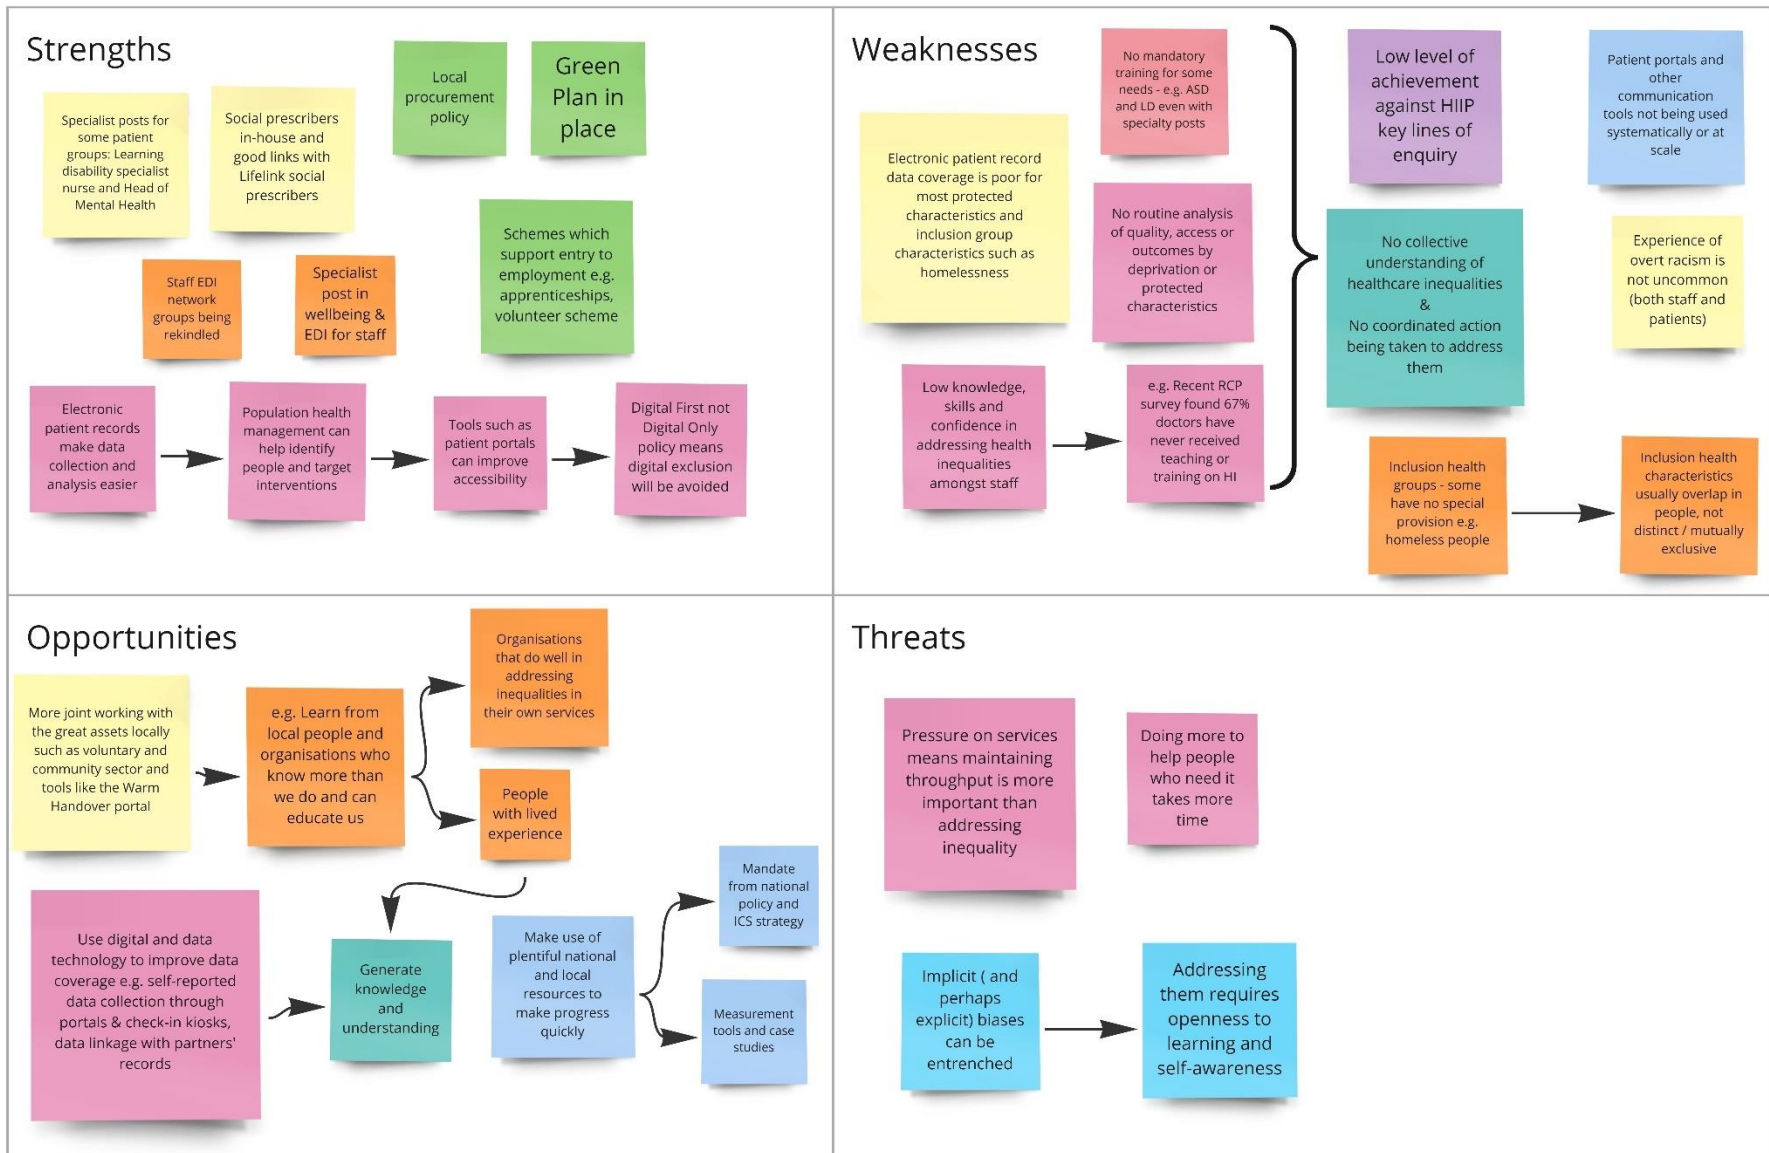 Strengths
Specialist posts for
some patient
groups: Learning
disability specialist
nurse and Head of
Mental Health
Social prescribers
in-house and
good links with
Lifelink social
prescribers
Local
procurement
policy
Green
Plan in
place
Staff EDI
network
groups being
rekindled
Specialist
post in
wellbeing &
EDI for staff
Schemes which
support entry to
employment e.g.
apprenticeships,
volunteer scheme
Electronic
patient records
make data
collection and
analysis easier
Population health
management can
help identify
people and target
interventions
Tools such as
patient portals
can improve
accessibility
Digital First not
Digital Only
policy means
digital exclusion
will be avoided
Weaknesses
Electronic patient record
data coverage is poor for
most protected
characteristics and
inclusion group
characteristics such as
homelessness
No mandatory
training for some
needs - e.g. ASD
and LD even with
specialty posts
No routine analysis
of quality, access or
outcomes by
deprivation or
protected
characteristics
Low knowledge,
skills and
confidence in
addressing health
inequalities
amongst staff
e.g. Recent RCP
survey found 67%
doctors have
never received
teaching or
training on HI
Low level of
achievement
against HIIP
key lines of
enquiry
Patient portals and
other
communication
tools not being used
systematically or at
scale
No collective
understanding of
healthcare inequalities
&
No coordinated action
being taken to address
them
Experience of
overt racism is
not uncommon
(both staff and
patients)
Inclusion health
groups - some
have no special
provision e.g.
homeless people
Inclusion health
characteristics
usually overlap in
people, not
distinct / mutually
exclusive
Opportunities
More joint working with
the great assets locally
such as voluntary and
community sector and
tools like the Warm
Handover portal
e.g. Learn from
local people and
organisations who
know more than
we do and can
educate us
Organisations
that do well in
addressing
inequalities in
their own services
People
with lived
experience
Use digital and data
technology to improve data
coverage e.g. self-reported
data collection through
portals & check-in kiosks,
data linkage with partners'
records
Generate
knowledge
and
understanding
Make use of
plentiful national
and local
resources to
make progress
quickly
Mandate
from national
policy and
ICS strategy
Measurement
tools and case
studies
Threats
Pressure on services
means maintaining
throughput is more
important than
addressing
inequality
Doing more to
help people
who need it
takes more
time
Implicit ( and
perhaps
explicit) biases
can be
entrenched
Addressing
them requires
openness to
learning and
self-awareness